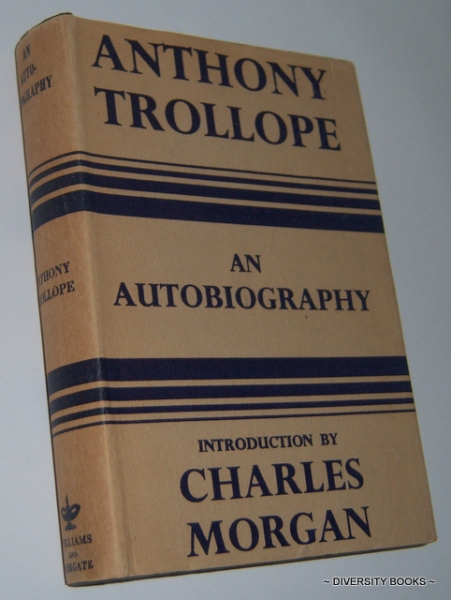 ANTHONY
TROLLOPE
AN
AUTOBIOGRAPHY
INTRODUCTION BY
CHARLES
MORGAN
AN
AUTO-
BIOGRAPHY
ANTHONY
TROLLOPE
WILLIAMS
AND
NORGATE
~ DIVERSITY BOOKS ~